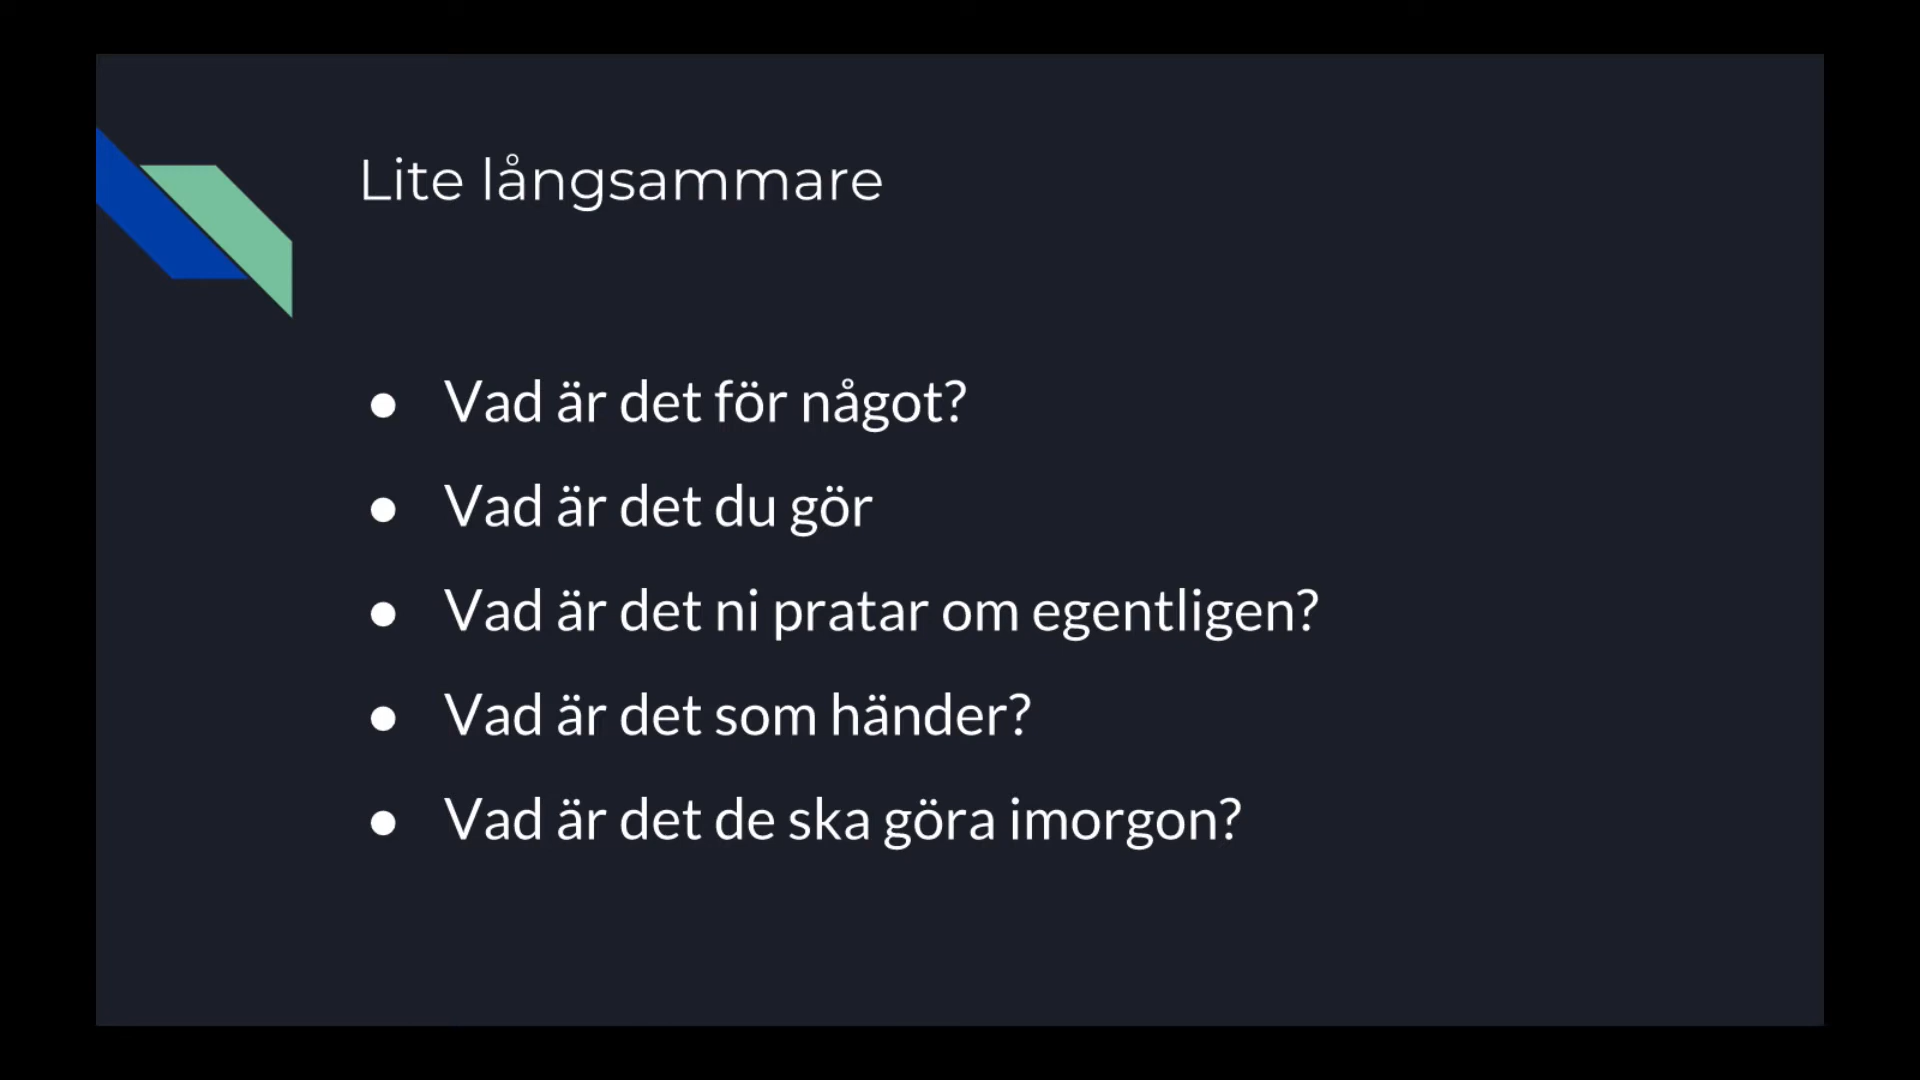 Lite långsammare
● Vad är det för något?
● Vad är det du gör
● Vad är det ni pratar om egentligen?
● Vad är det som händer?
● Vad är det de ska göra imorgon?